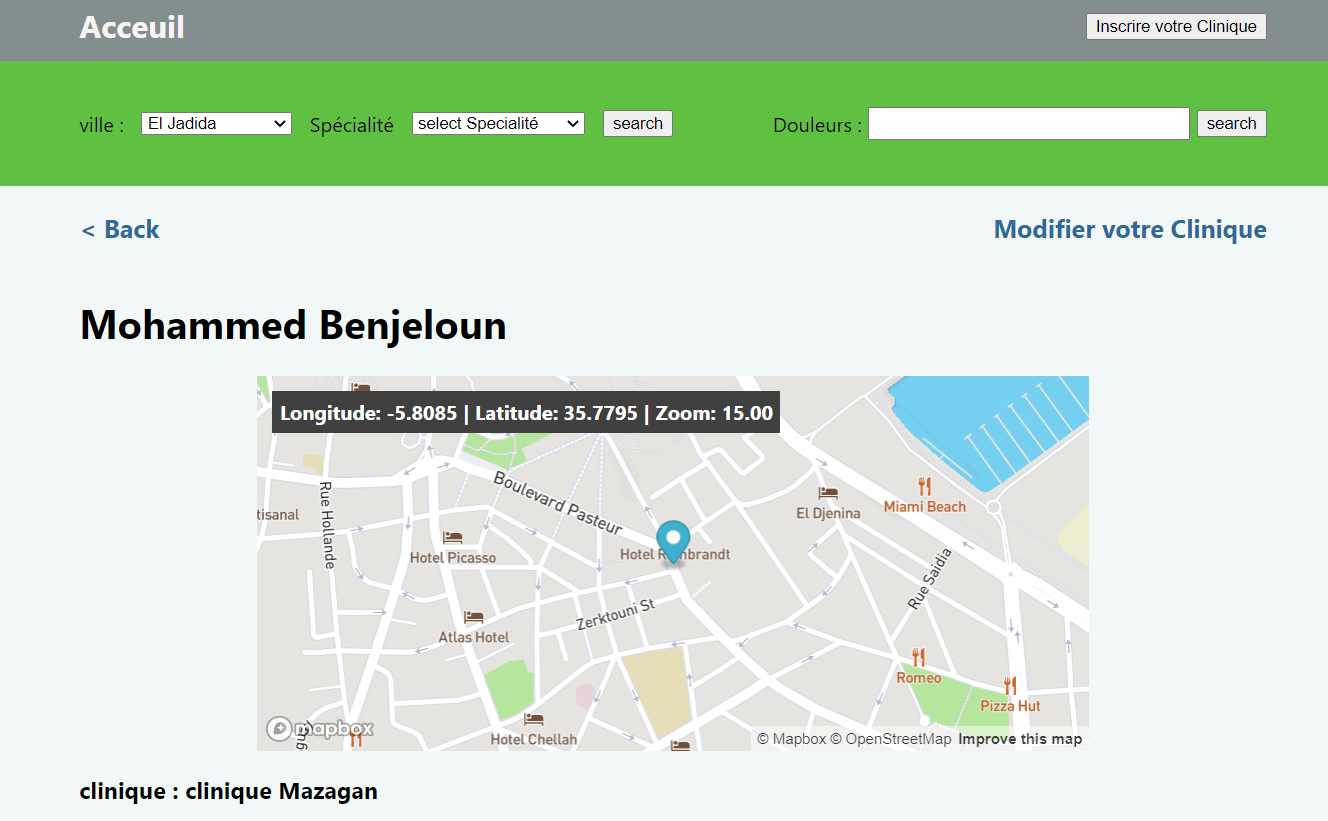 Acceuil
Inscrire votre Clinique
ville :
El Jadida
Spécialité
select Specialité
search
Douleurs :
search
< Back
Modifier votre Clinique
Mohammed Benjeloun
Longitude: -5.8085 | Latitude: 35.7795 | Zoom: 15.00
Boulevard Pasteur
Rue Hollande
tisanal
El Djenina
Miami Beach
Hotel Picasso
Hotel
Rue Saidia
Zerktouni St
Atlas Hotel
Romeo
Pizza Hut
Hotel Chellah
mapbox
© Mapbox © OpenStreetMap Improve this map
clinique : clinique Mazagan